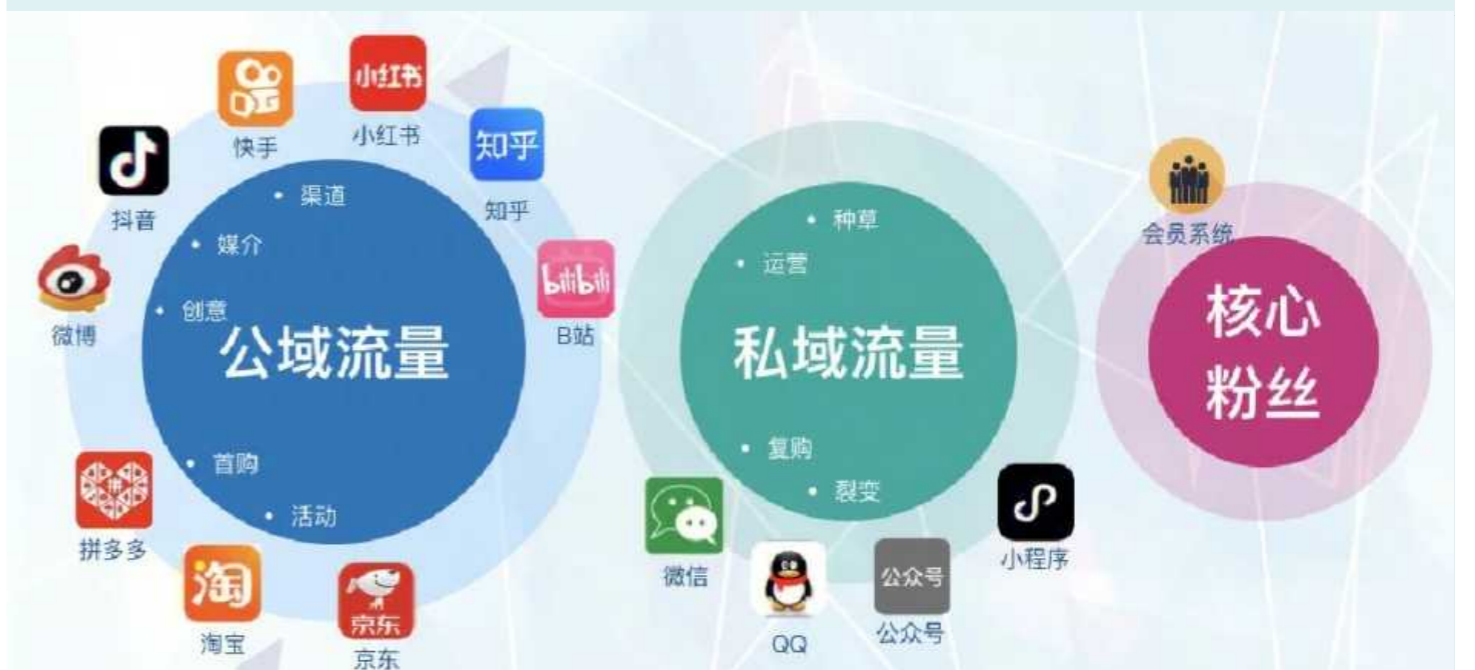 小红书
快手
小红书
知乎
知乎
抖音
渠道
媒介
创意
微博
bilibili
B站
公域流量
首购
活动
拼
拼多多
淘
淘宝
京东
京东
种草
运营
私域流量
复购
裂变
微信
QQ
公众号
公众号
小程序
会员系统
核心
粉丝